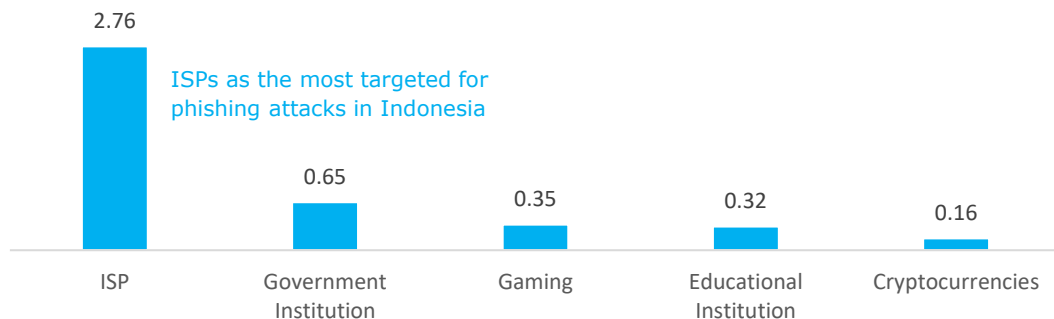 2.76
ISPs as the most targeted for
phishing attacks in Indonesia
0.65
0.35
0.32
0.16
ISP
Government
Institution
Gaming
Educational
Institution
Cryptocurrencies